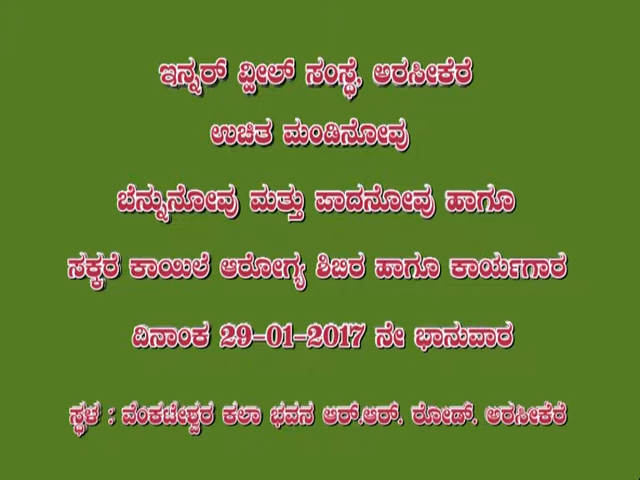 ಇನ್ನರ್ ವ್ಹೀಲ್ ಸಂಸ್ಥೆ, ಅರಸೀಕೆರೆ
ಉಚಿತ ಮಂಡಿನೋವು
ಬೆನ್ನುನೋವು ಮತ್ತು ಪಾದನೋವು ಹಾಗೂ
ಸಕ್ಕರೆ ಕಾಯಿಲೆ ಆರೋಗ್ಯ ಶಿಬಿರ ಹಾಗೂ ಕಾರ್ಯಗಾರ
ದಿನಾಂಕ 29-01-2017 ನೇ ಭಾನುವಾರ
ಸ್ಥಳ : ವೆಂಕಟೇಶ್ವರ ಕಲಾ ಭವನ ಆರ್.ಆರ್. ರೋಡ್. ಅರಸೀಕೆರೆ